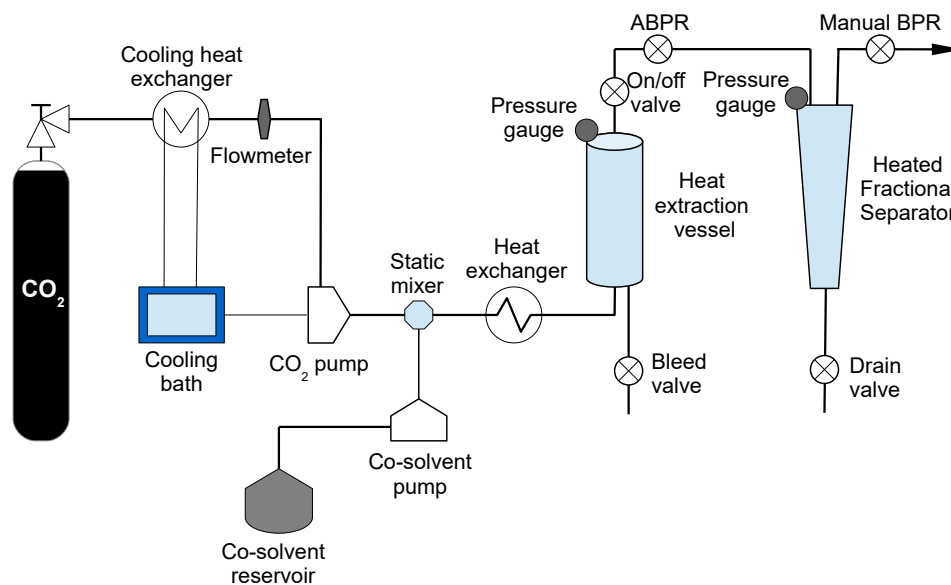 ABPR
Manual BPR
Cooling heat
exchanger
On/off
valve
Pressure
gauge
Pressure
gauge
Flowmeter
Heat
extraction
vessel
Heated
Fractional
Separator
Static
mixer
Heat
exchanger
CO2
Cooling
bath
CO2 pump
Bleed
valve
Drain
valve
Co-solvent
pump
Co-solvent
reservoir